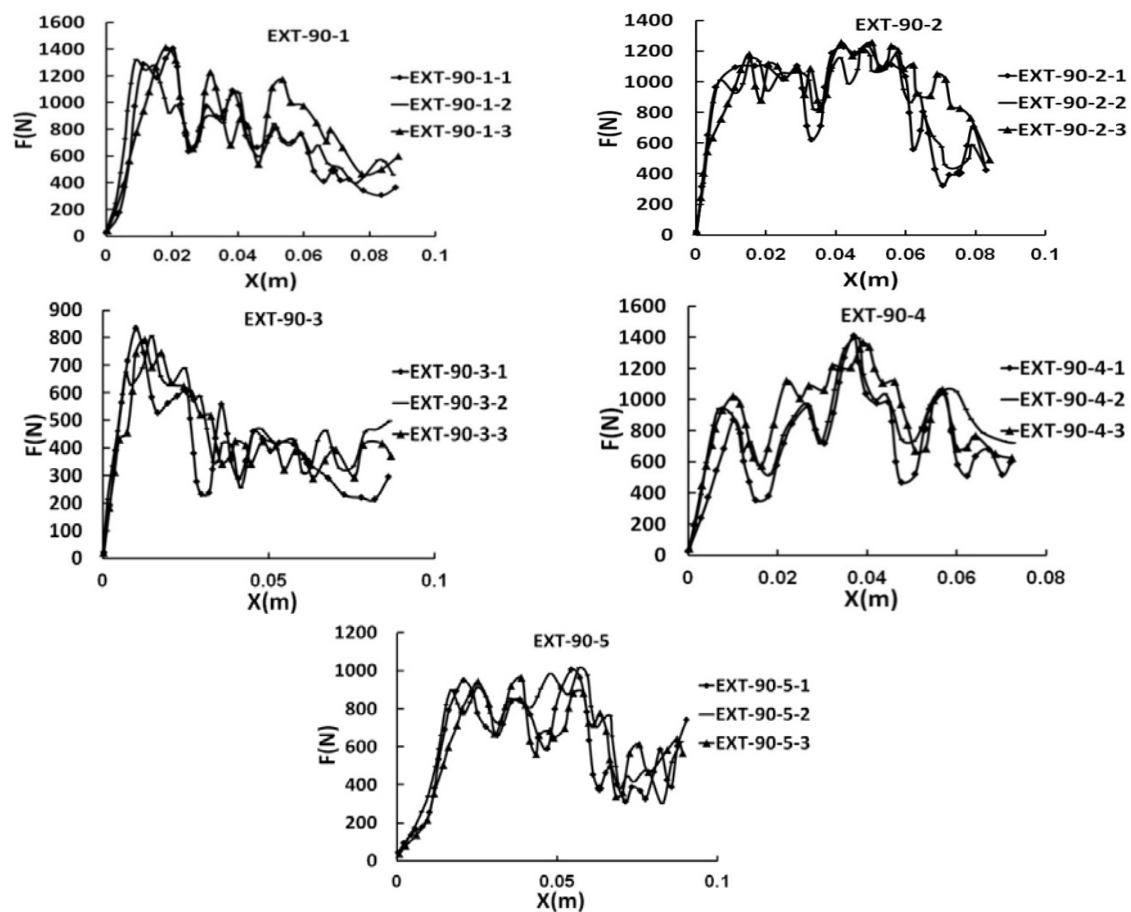 EXT-90-1
F(N)
1600
1400
1200
1000
800
600
400
200
0
0 0.02 0.04 0.06 0.08 0.1
X(m)
EXT-90-1-1
EXT-90-1-2
EXT-90-1-3
EXT-90-2
F(N)
1400
1200
1000
800
600
400
200
0
0 0.02 0.04 0.06 0.08 0.1
X(m)
EXT-90-2-1
EXT-90-2-2
EXT-90-2-3
EXT-90-3
F(N)
900
800
700
600
500
400
300
200
100
0
0 0.05 0.1
X(m)
EXT-90-3-1
EXT-90-3-2
EXT-90-3-3
EXT-90-4
F(N)
1600
1400
1200
1000
800
600
400
200
0
0 0.02 0.04 0.06 0.08
X(m)
EXT-90-4-1
EXT-90-4-2
EXT-90-4-3
EXT-90-5
F(N)
1200
1000
800
600
400
200
0
0 0.05 0.1
X(m)
EXT-90-5-1
EXT-90-5-2
EXT-90-5-3